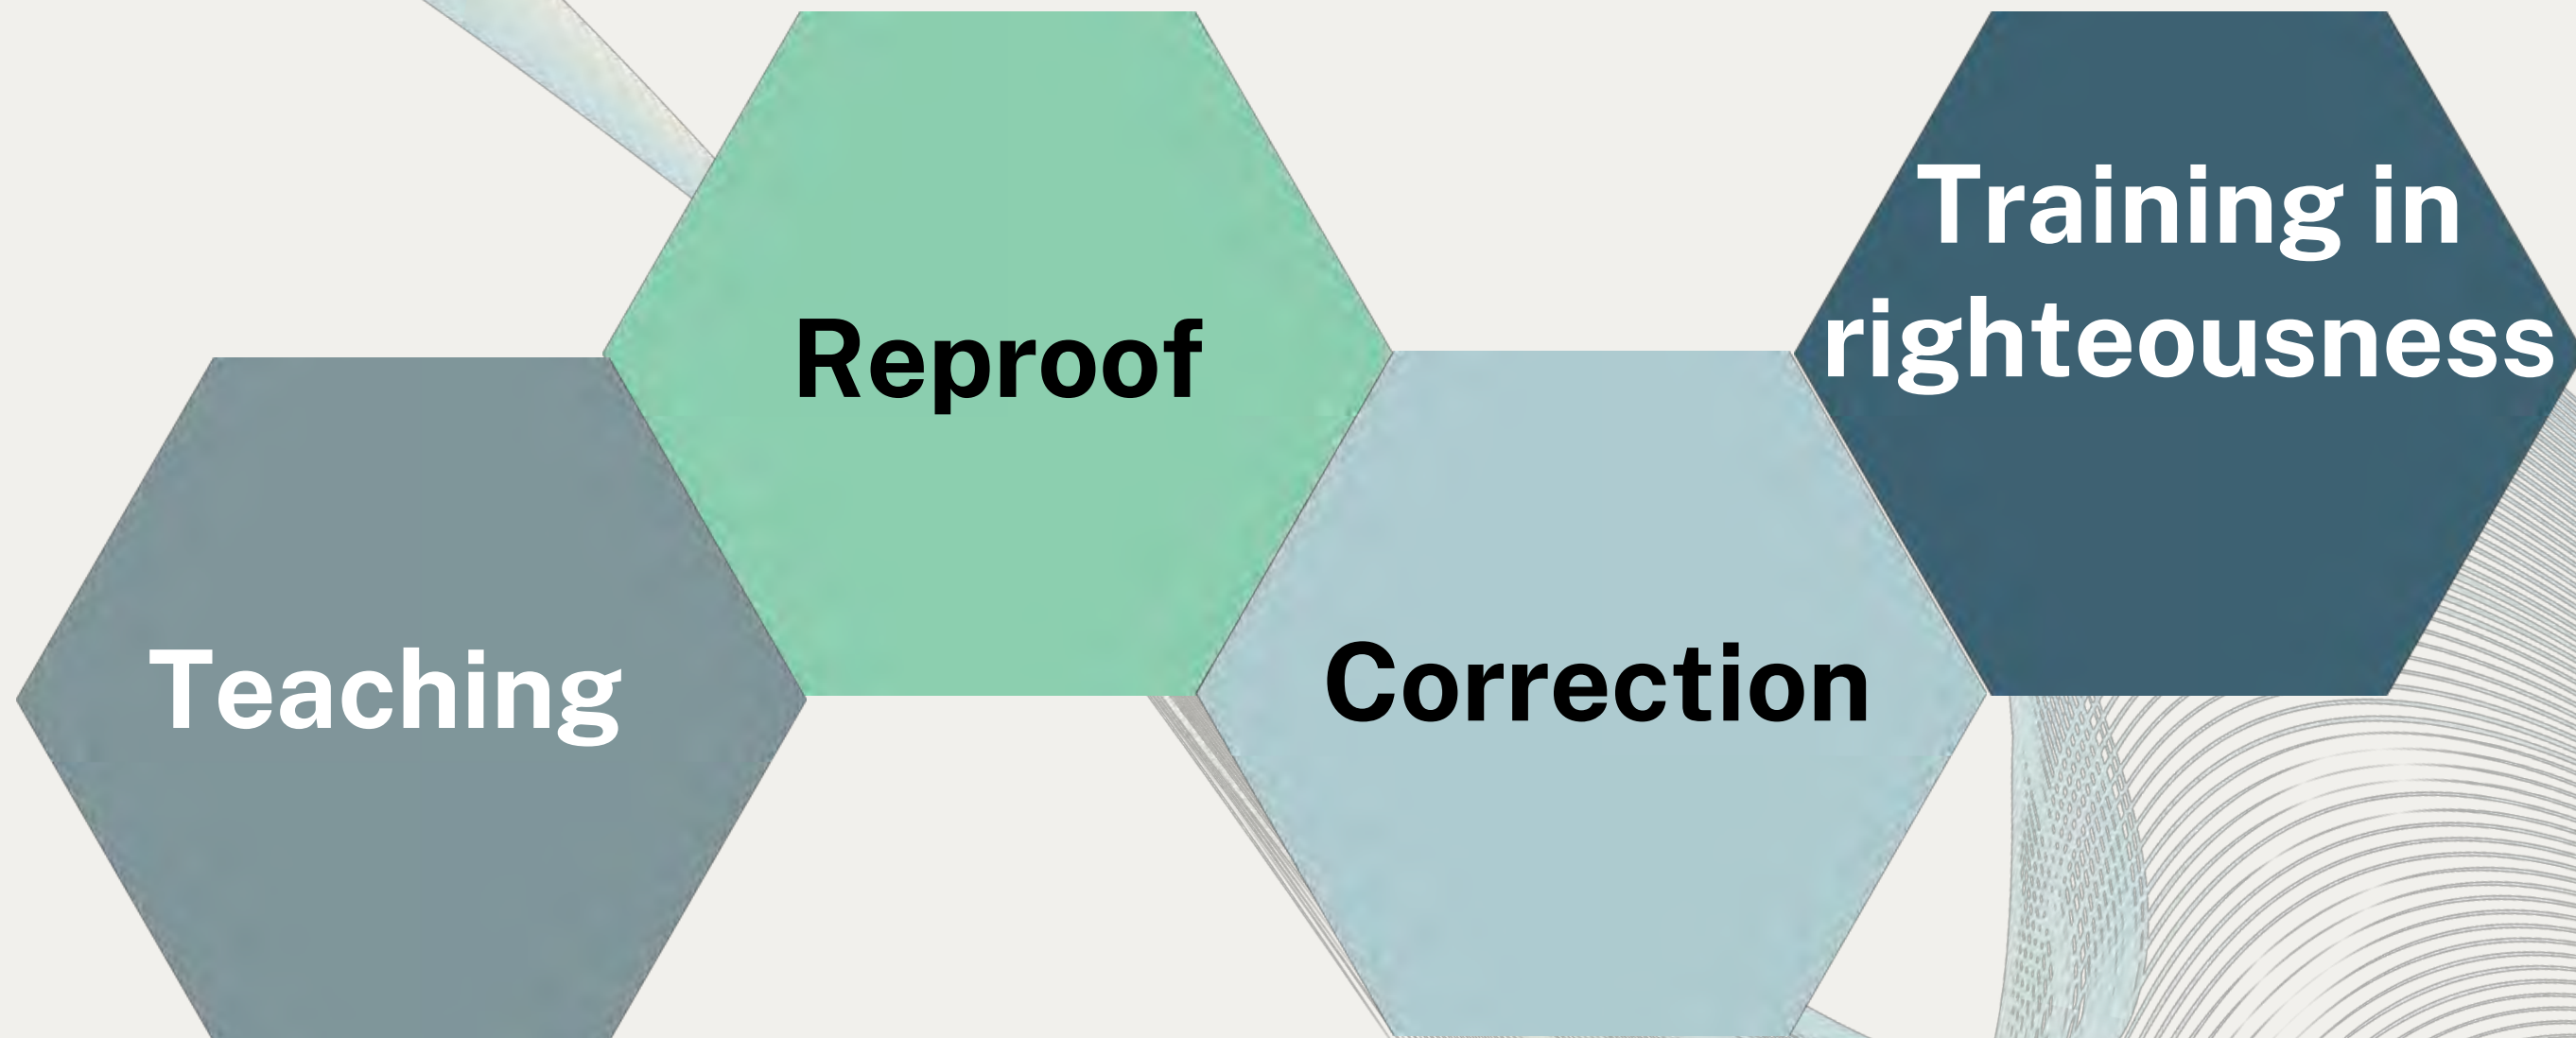 Teaching
Reproof
Correction
Training in
righteousness